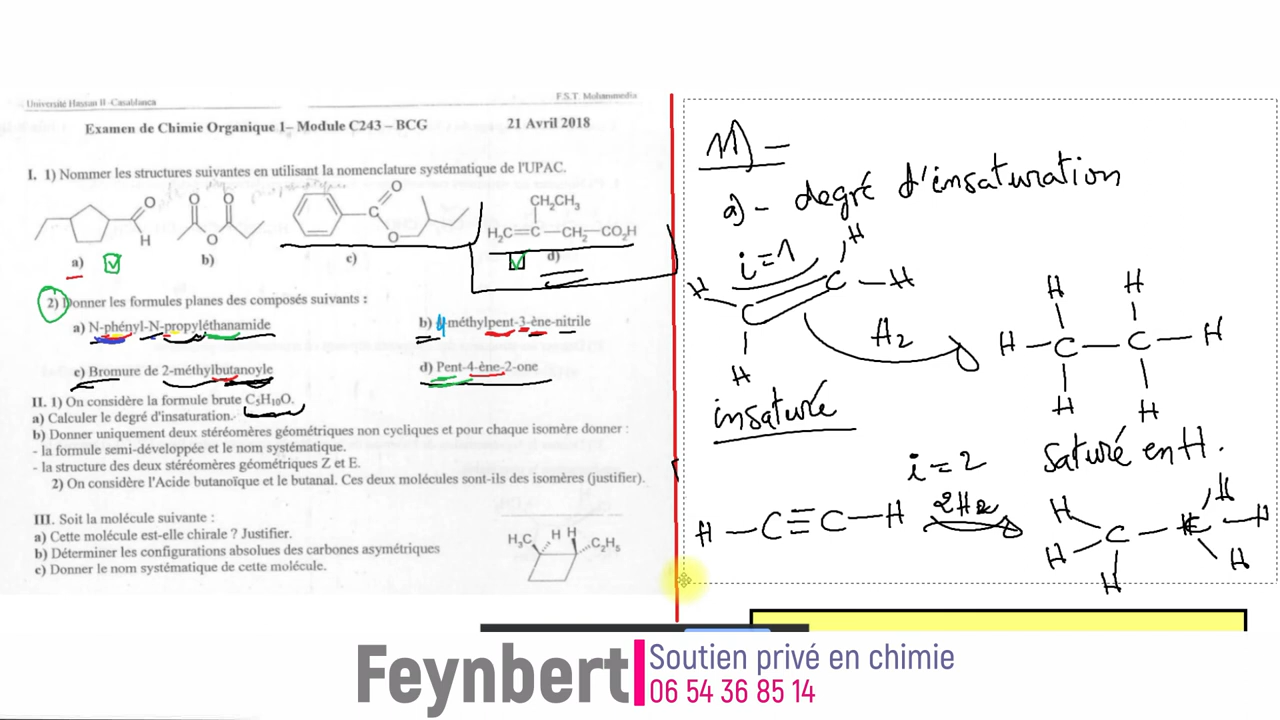 Université Hassan II -Casablanca
F.S.T Mohammedia
Examen de Chimie Organique 1– Module C243 – BCG
21 Avril 2018
I. 1) Nommer les structures suivantes en utilisant la nomenclature systématique de l'UPAC.
O
H
O O
O
O
C
O
CH₂CH₃
H₂C=C—CH₂—CO₂H
a)
b)
c)
d)
2) Donner les formules planes des composés suivants :
a) N-phényl-N-propyléthanamide
b) 4-méthylpent-3-ène-nitrile
c) Bromure de 2-méthylbutanoyle
d) Pent-4-ène-2-one
II. 1) On considère la formule brute C₅H₁₀O.
a) Calculer le degré d'insaturation.
b) Donner uniquement deux stéréomères géométriques non cycliques et pour chaque isomère donner :
- la formule semi-développée et le nom systématique.
- la structure des deux stéréomères géométriques Z et E.
2) On considère l'Acide butanoïque et le butanal. Ces deux molécules sont-ils des isomères (justifier).
III. Soit la molécule suivante :
a) Cette molécule est-elle chirale ? Justifier.
b) Déterminer les configurations absolues des carbones asymétriques
c) Donner le nom systématique de cette molécule.
H₃C H H C₂H₅
a) - degré d'insaturation
i=1
H
H
C
C
H
H
H₂
H H
H — C — C — H
H H
insaturé
saturé en H.
i=2
H — C ≡ C — H
2H₂
H
H
C
H
H
H
H
Feynbert
Soutien privé en chimie
06 54 36 85 14